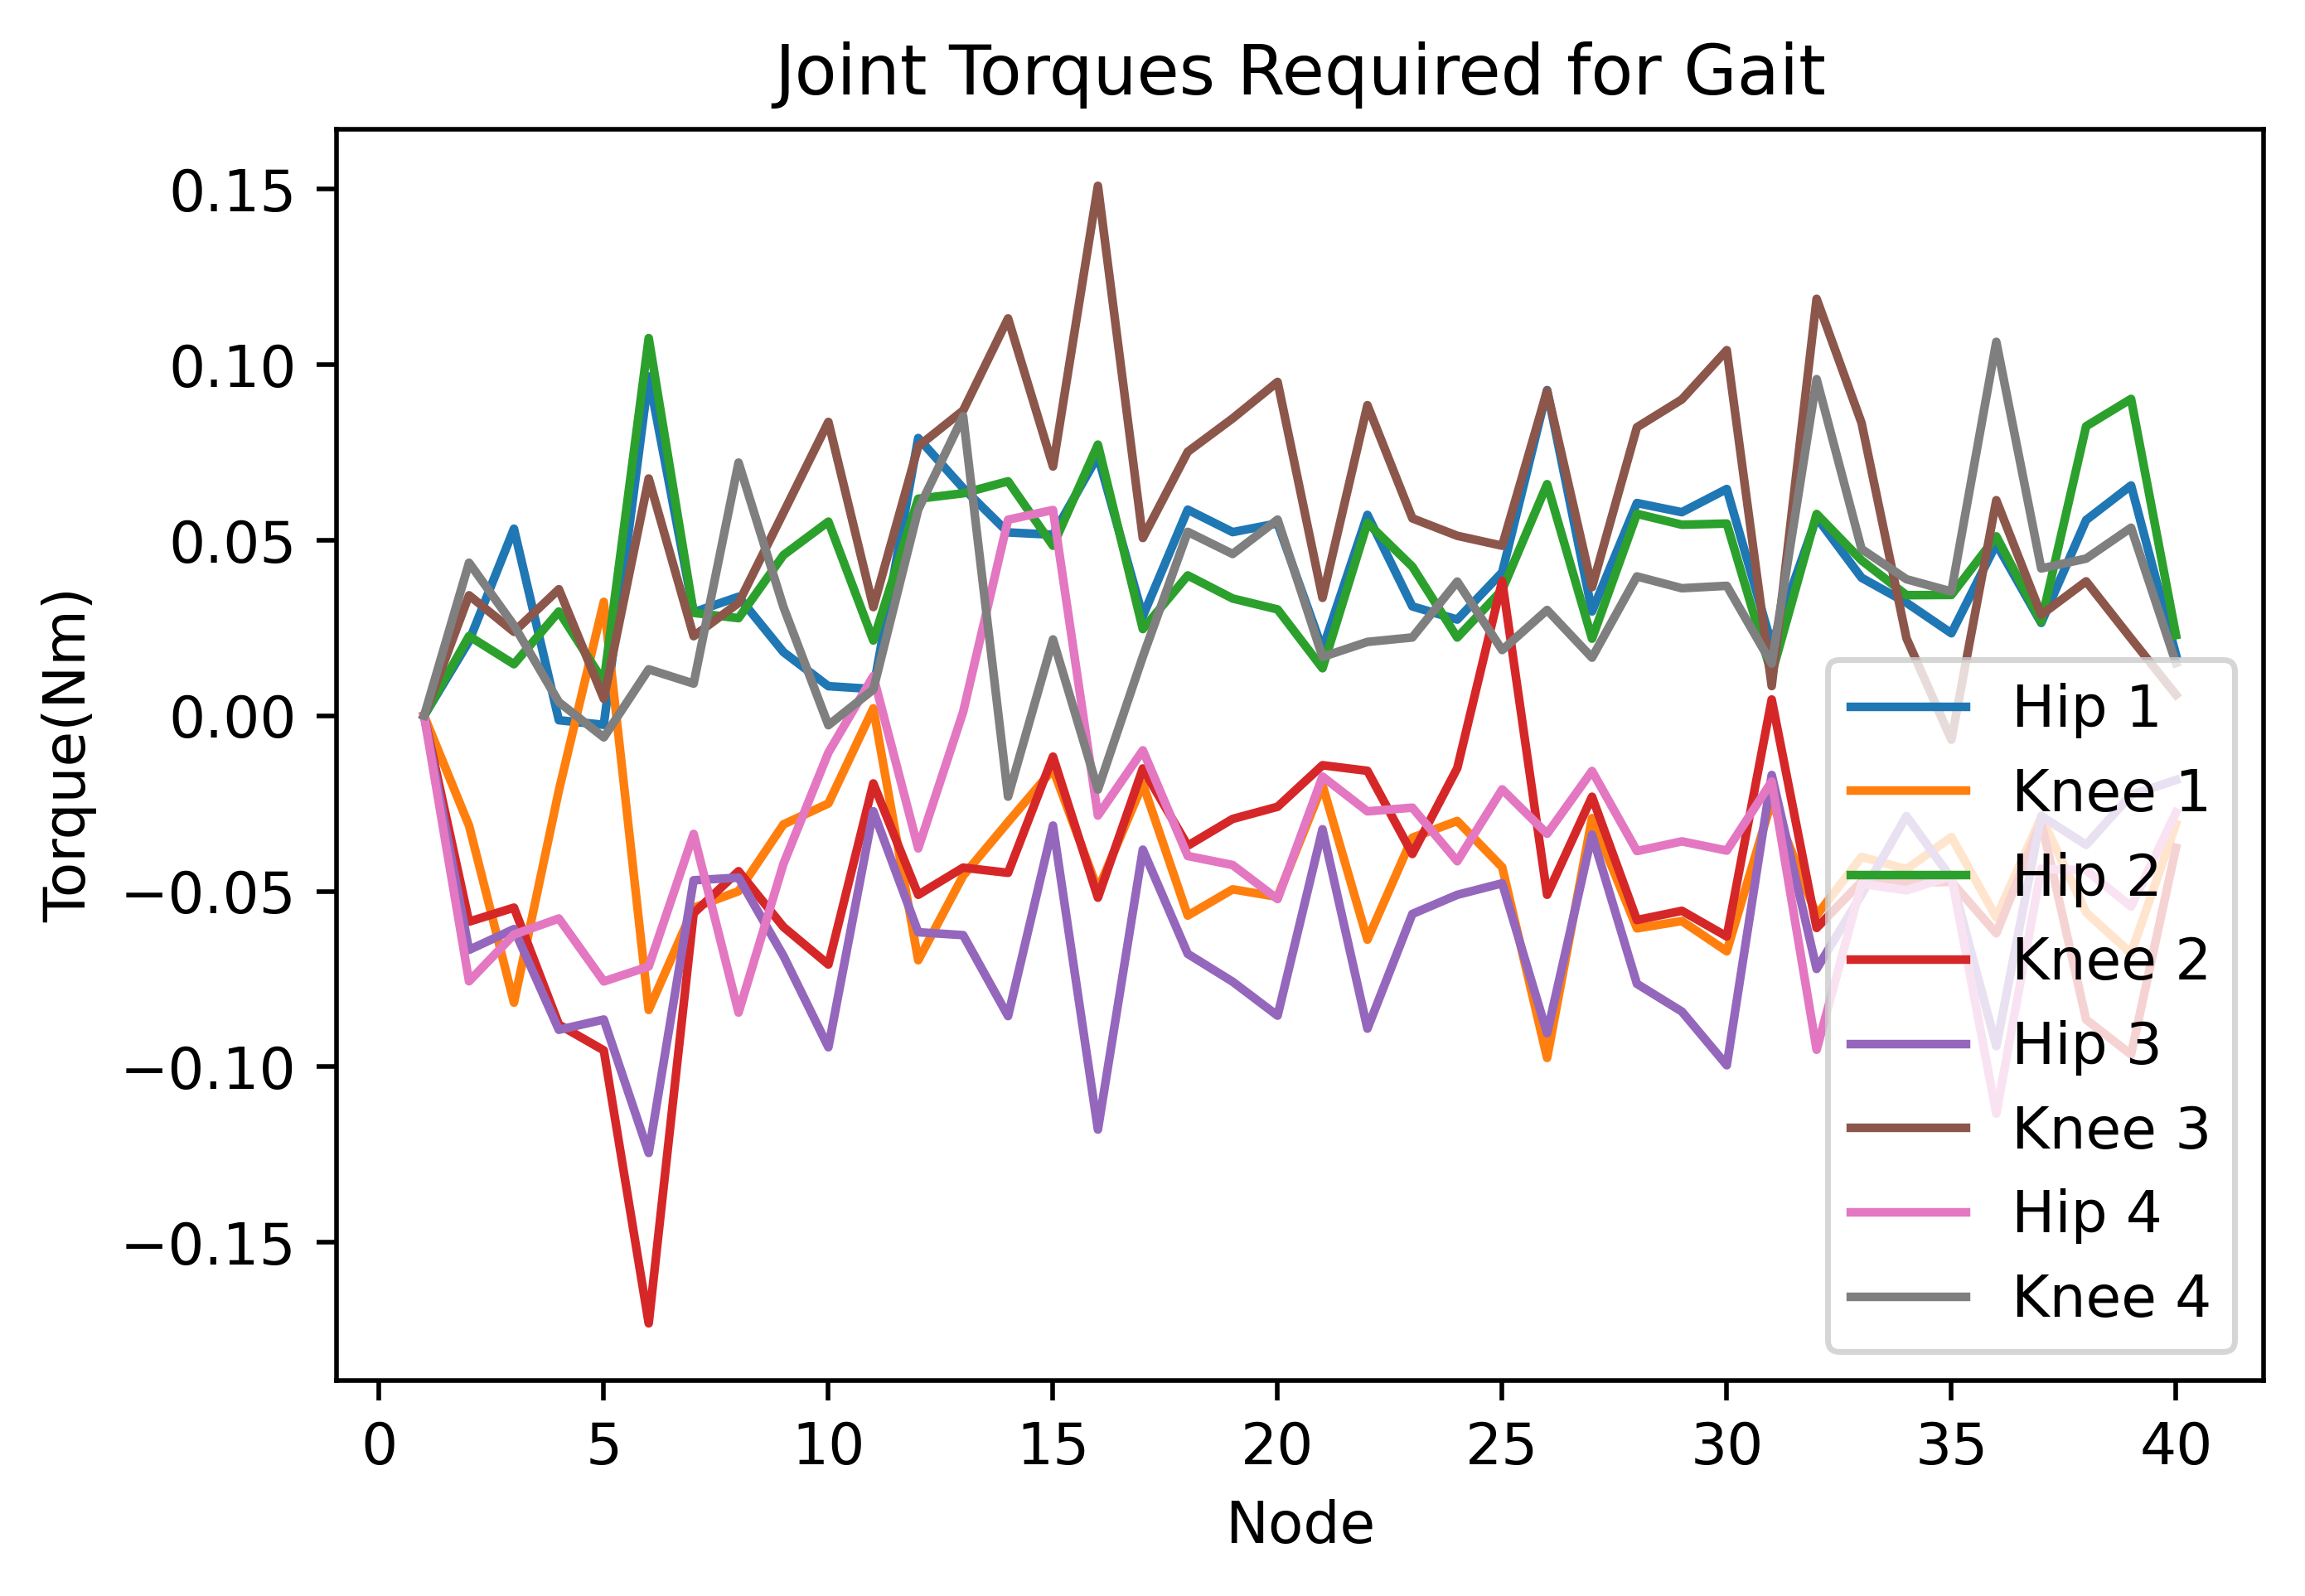 Joint Torques Required for Gait
Torque(Nm)
0.15
0.10
0.05
0.00
−0.05
−0.10
−0.15
Hip 1
Knee 1
Hip 2
Knee 2
Hip 3
Knee 3
Hip 4
Knee 4
0 5 10 15 20 25 30 35 40
Node